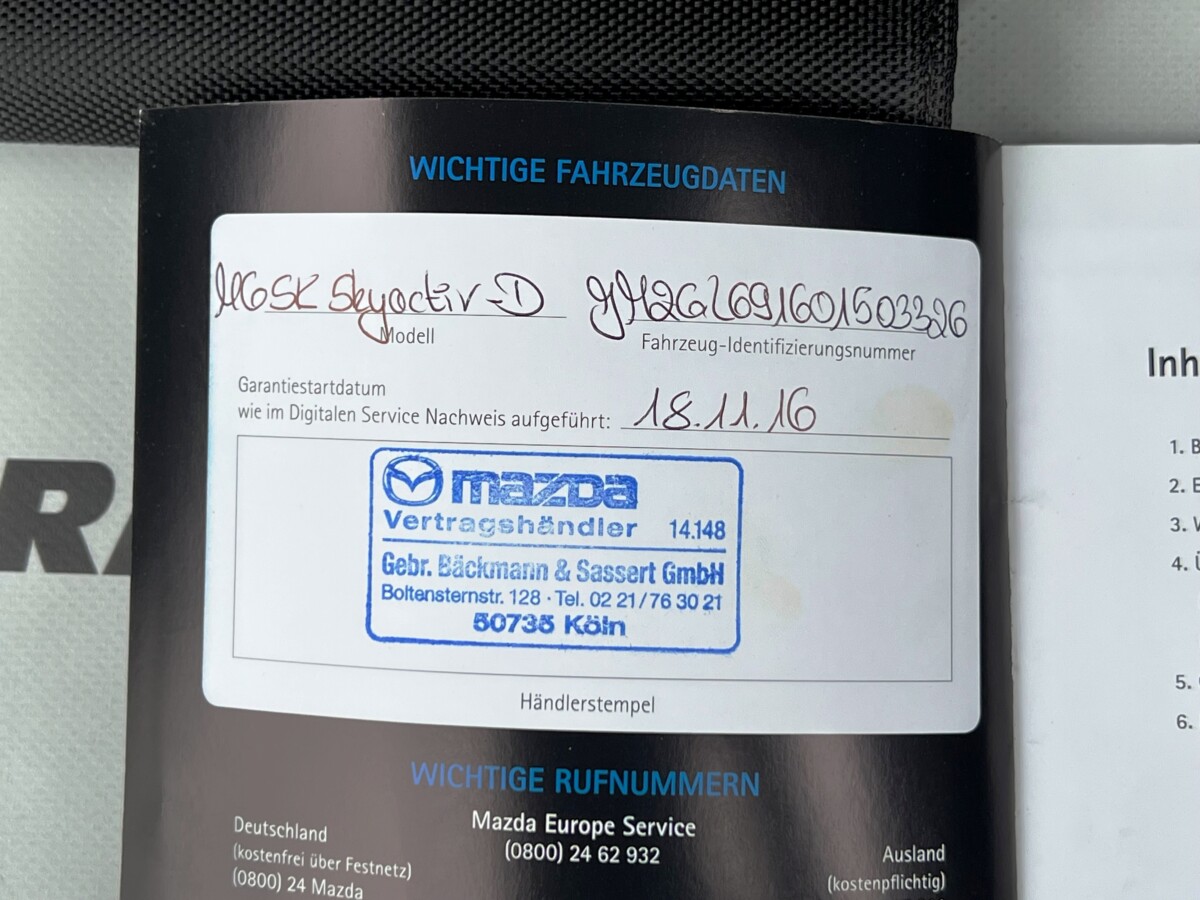 WICHTIGE FAHRZEUGDATEN
M6 SK Skyactiv-D JMZGL691601503326
Modell Fahrzeug-Identifizierungsnummer
Garantiestartdatum
wie im Digitalen Service Nachweis aufgeführt: 18.11.16
mazda
Vertragshändler 14.148
Gebr. Bäckmann & Sassert GmbH
Boltensternstr. 128 · Tel. 02 21/76 30 21
50735 Köln
Händlerstempel
WICHTIGE RUFNUMMERN
Mazda Europe Service
(0800) 24 62 932
Deutschland
(kostenfrei über Festnetz)
(0800) 24 Mazda
Ausland
(kostenpflichtig)
RA
Inh
1. B
2. E
3. V
4. Ü
5.
6.